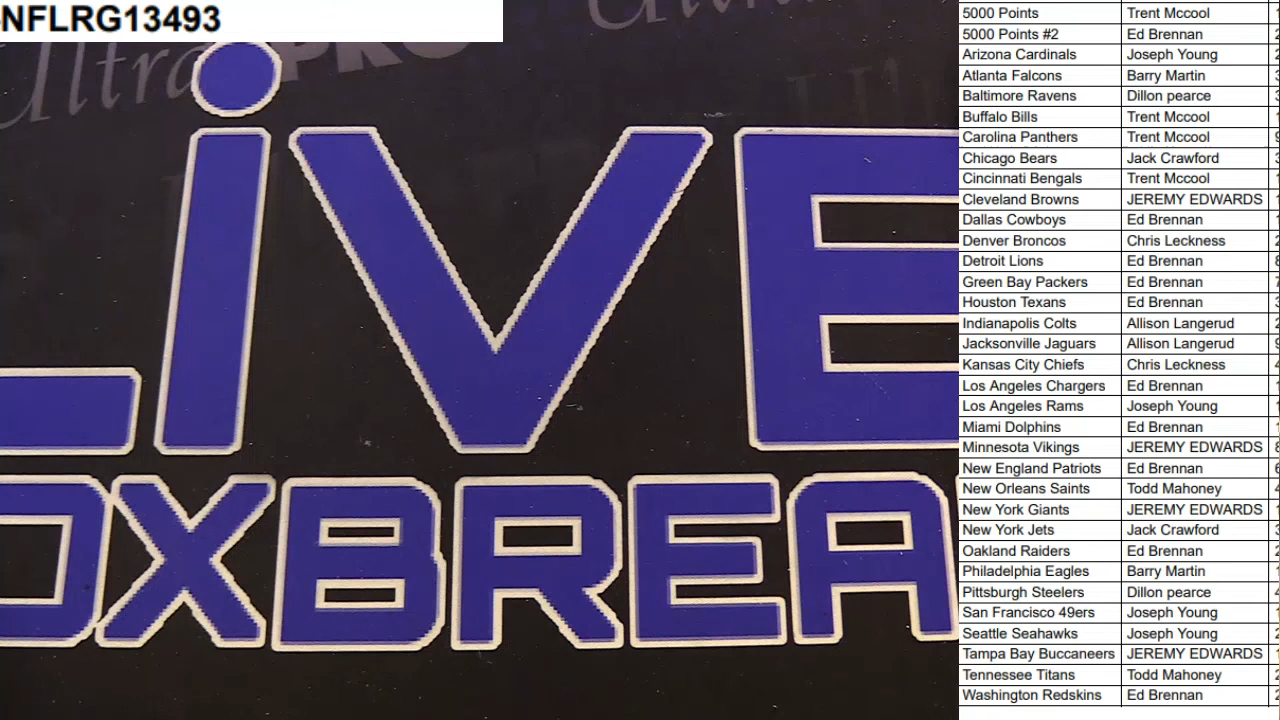 NFLRG13493
Ultra PRO
LiVE
OXBREA
5000 Points Trent Mccool
5000 Points #2 Ed Brennan
Arizona Cardinals Joseph Young
Atlanta Falcons Barry Martin
Baltimore Ravens Dillon pearce
Buffalo Bills Trent Mccool
Carolina Panthers Trent Mccool
Chicago Bears Jack Crawford
Cincinnati Bengals Trent Mccool
Cleveland Browns JEREMY EDWARDS
Dallas Cowboys Ed Brennan
Denver Broncos Chris Leckness
Detroit Lions Ed Brennan
Green Bay Packers Ed Brennan
Houston Texans Ed Brennan
Indianapolis Colts Allison Langerud
Jacksonville Jaguars Allison Langerud
Kansas City Chiefs Chris Leckness
Los Angeles Chargers Ed Brennan
Los Angeles Rams Joseph Young
Miami Dolphins Ed Brennan
Minnesota Vikings JEREMY EDWARDS
New England Patriots Ed Brennan
New Orleans Saints Todd Mahoney
New York Giants JEREMY EDWARDS
New York Jets Jack Crawford
Oakland Raiders Ed Brennan
Philadelphia Eagles Barry Martin
Pittsburgh Steelers Dillon pearce
San Francisco 49ers Joseph Young
Seattle Seahawks Joseph Young
Tampa Bay Buccaneers JEREMY EDWARDS
Tennessee Titans Todd Mahoney
Washington Redskins Ed Brennan